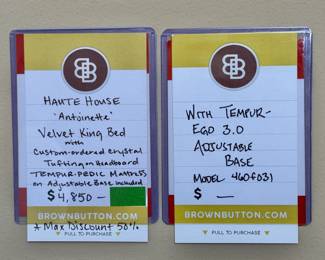 HAUTE HOUSE
"Antoinette"
Velvet King Bed
with
Custom-ordered Crystal
Tufting on Headboard
TEMPUR-PEDIC Mattress
on Adjustable Base included
$ 4,850 —
BROWNBUTTON.COM
* Max Discount 50%
PULL TO PURCHASE
WITH TEMPUR-
ERGO 3.0
ADJUSTABLE
BASE
MODEL
$ —
BROWNBUTTON.COM
PULL TO PURCHASE